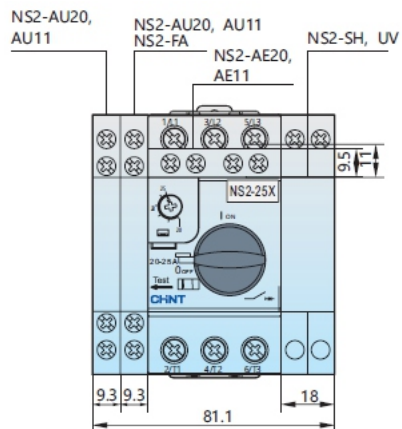 NS2-AU20,
AU11
NS2-AU20, AU11
NS2-FA
NS2-AE20,
AE11
NS2-SH, UV
1/L1 3/L2 5/L3
9.5
11
NS2-25X
I ON
20-25A
0OFF
Test
CHNT
2/T1 4/T2 6/T3
9.3 9.3
18
81.1